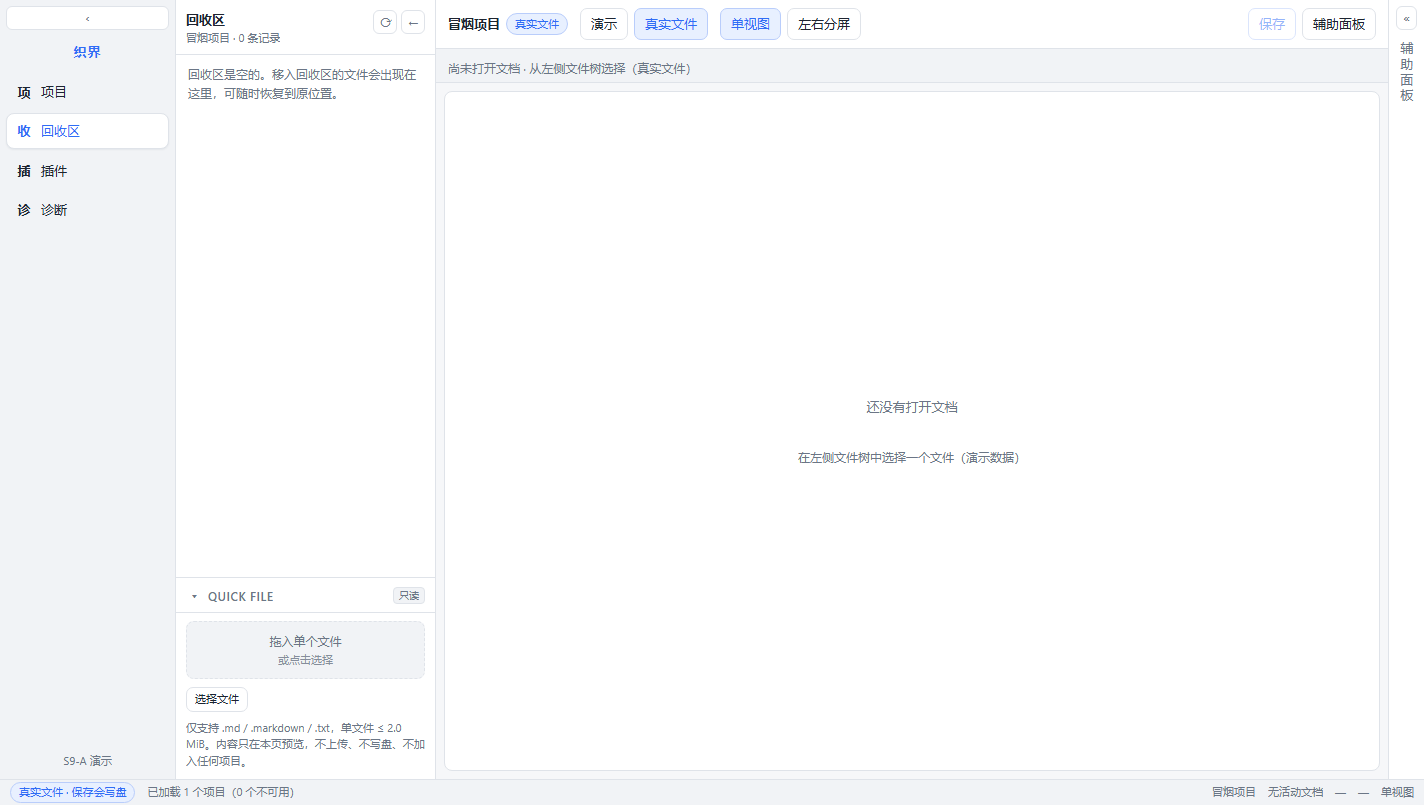 ‹
织界
项 项目
收 回收区
插 插件
诊 诊断
S9-A 演示
回收区
冒烟项目 · 0 条记录
⟳ ←
回收区是空的。移入回收区的文件会出现在
这里，可随时恢复到原位置。
▾ QUICK FILE 只读
拖入单个文件
或点击选择
选择文件
仅支持 .md / .markdown / .txt，单文件 ≤ 2.0
MiB。内容只在本页预览，不上传、不写盘、不加
入任何项目。
冒烟项目 真实文件 演示 真实文件 单视图 左右分屏 保存 辅助面板
尚未打开文档 · 从左侧文件树选择（真实文件）
还没有打开文档
在左侧文件树中选择一个文件（演示数据）
«
辅
助
面
板
真实文件 · 保存会写盘 已加载 1 个项目（0 个不可用） 冒烟项目 无活动文档 — — 单视图